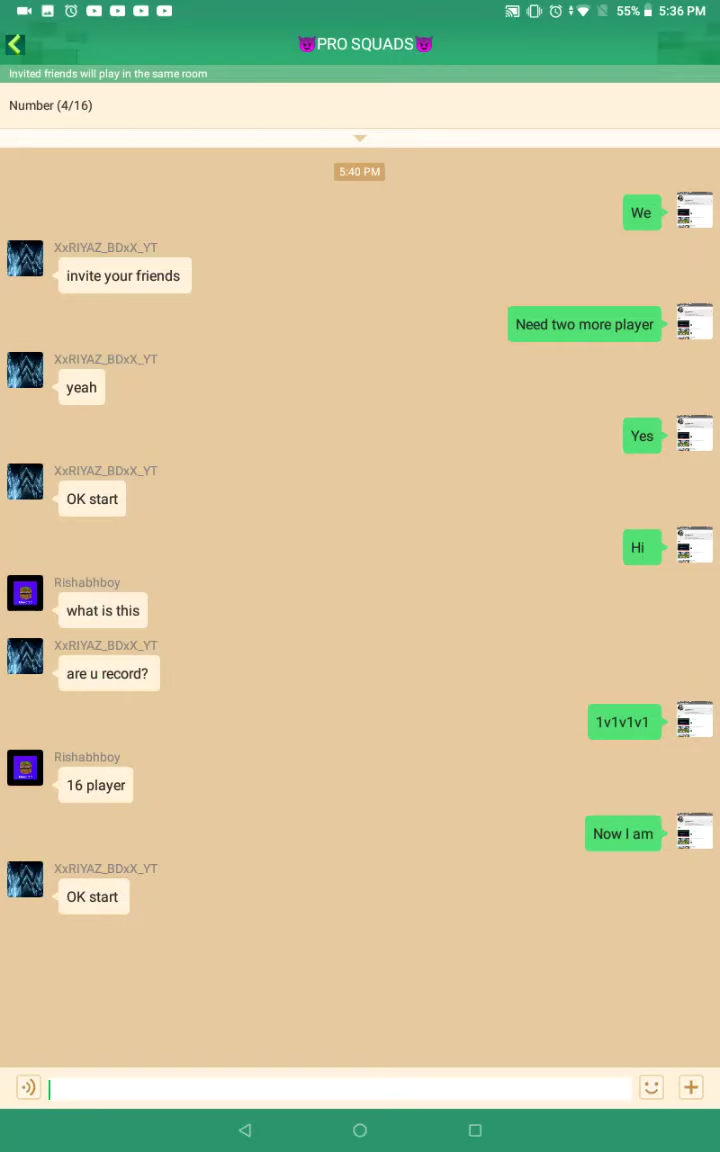 55% 5:36 PM
😈PRO SQUADS😈
Invited friends will play in the same room
Number (4/16)
5:40 PM
We
XxRIYAZ_BDxX_YT
invite your friends
Need two more player
XxRIYAZ_BDxX_YT
yeah
Yes
XxRIYAZ_BDxX_YT
OK start
Hi
Rishabhboy
what is this
XxRIYAZ_BDxX_YT
are u record?
1v1v1v1
Rishabhboy
16 player
Now I am
XxRIYAZ_BDxX_YT
OK start